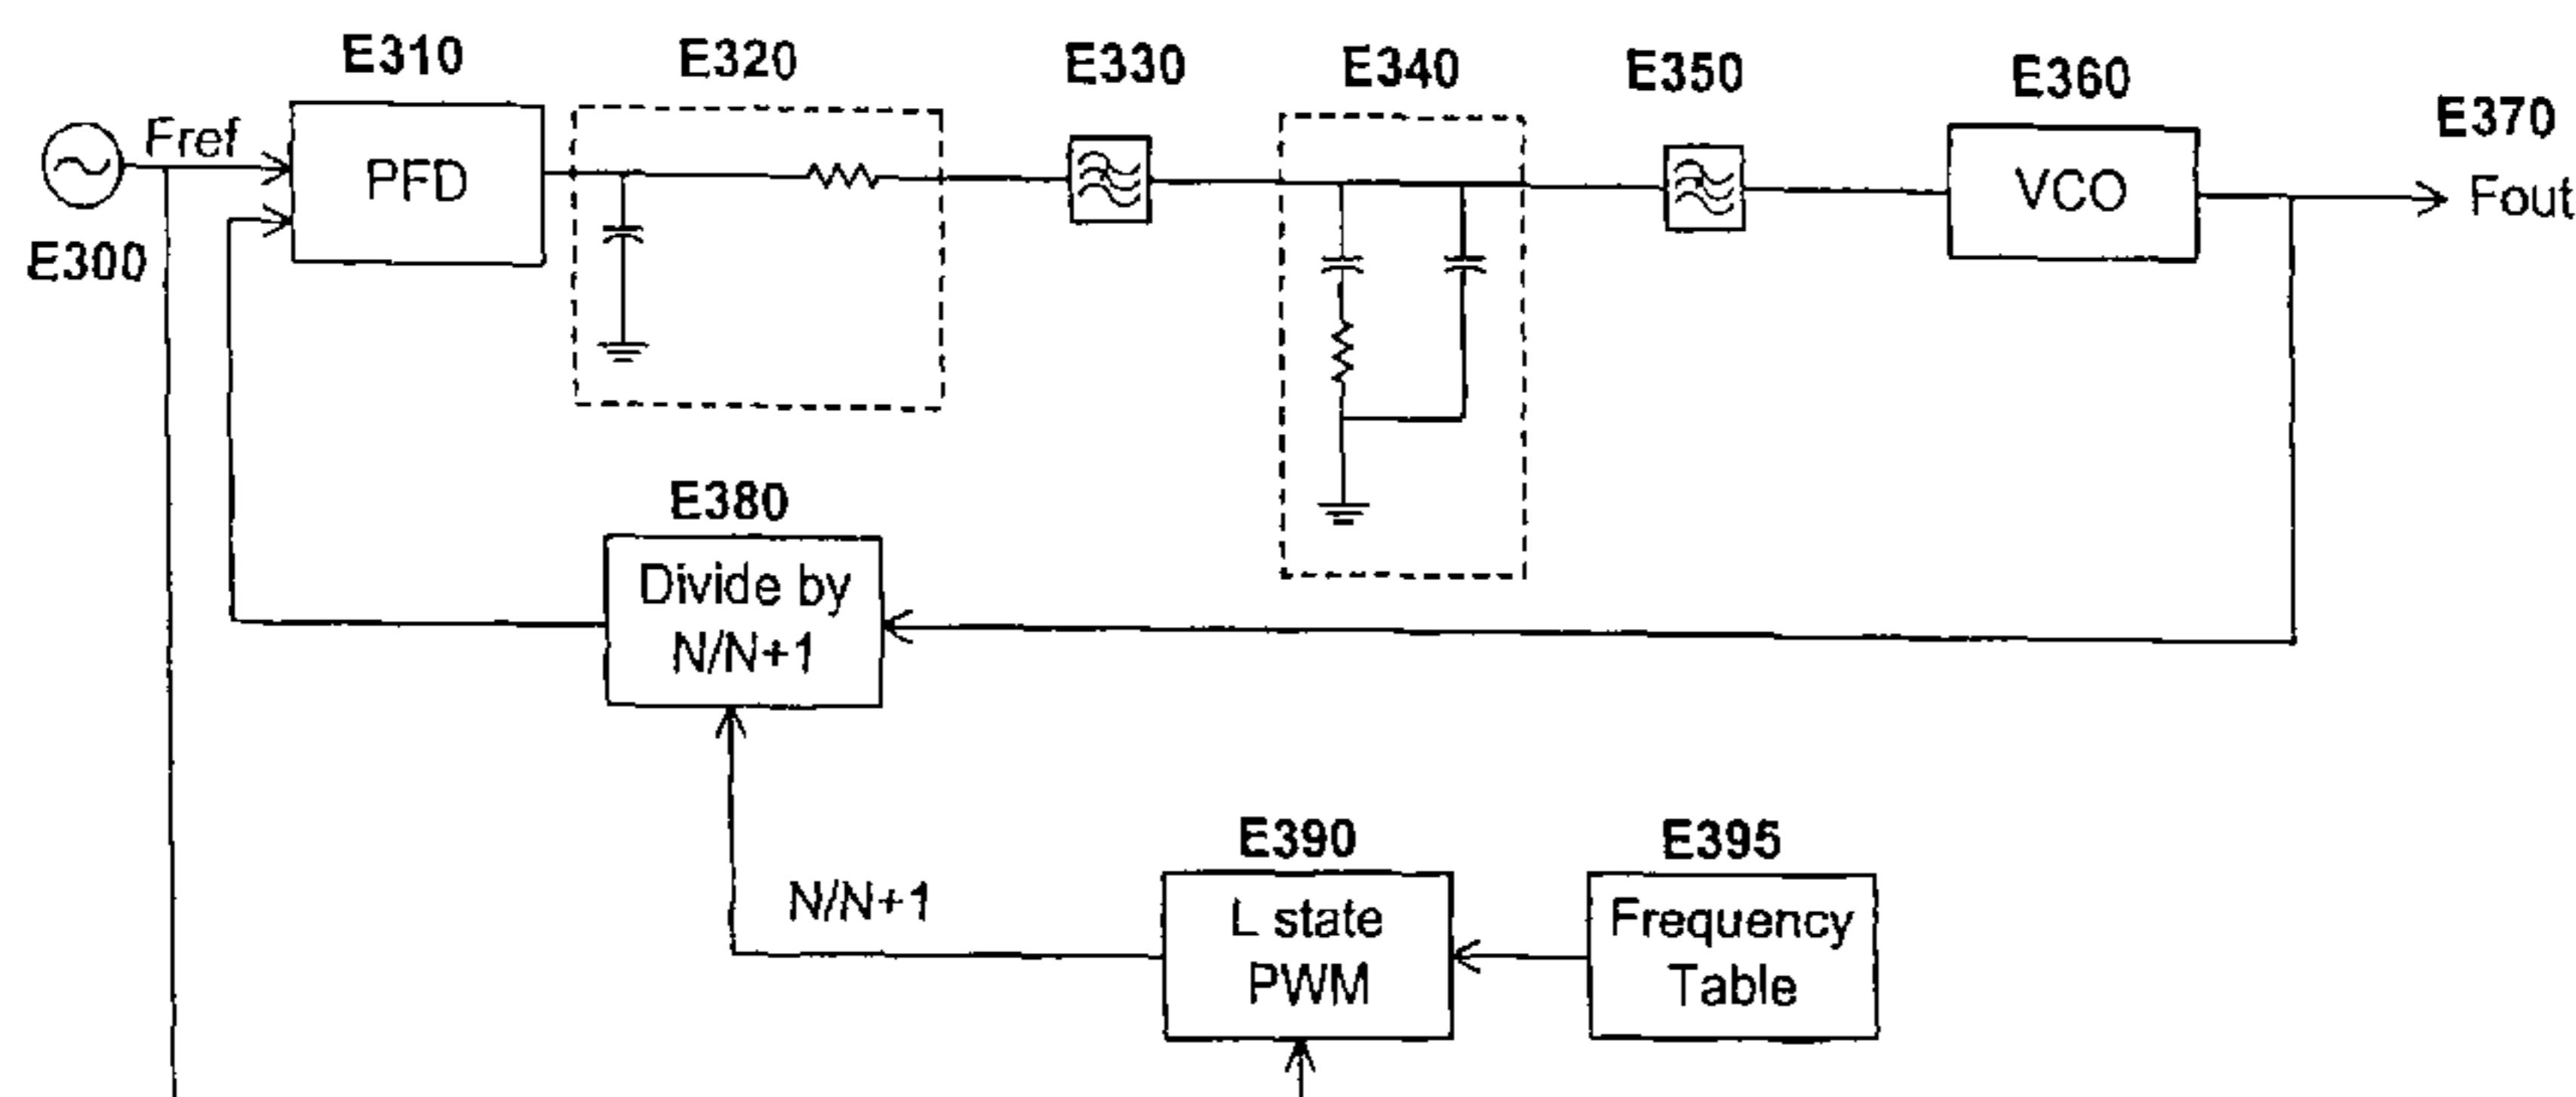 E310
E320
E330
E340
E350
E360
E370
Fref
PFD
VCO
Fout
E300
E380
Divide by
N/N+1
E390
E395
N/N+1
L state
PWM
Frequency
Table